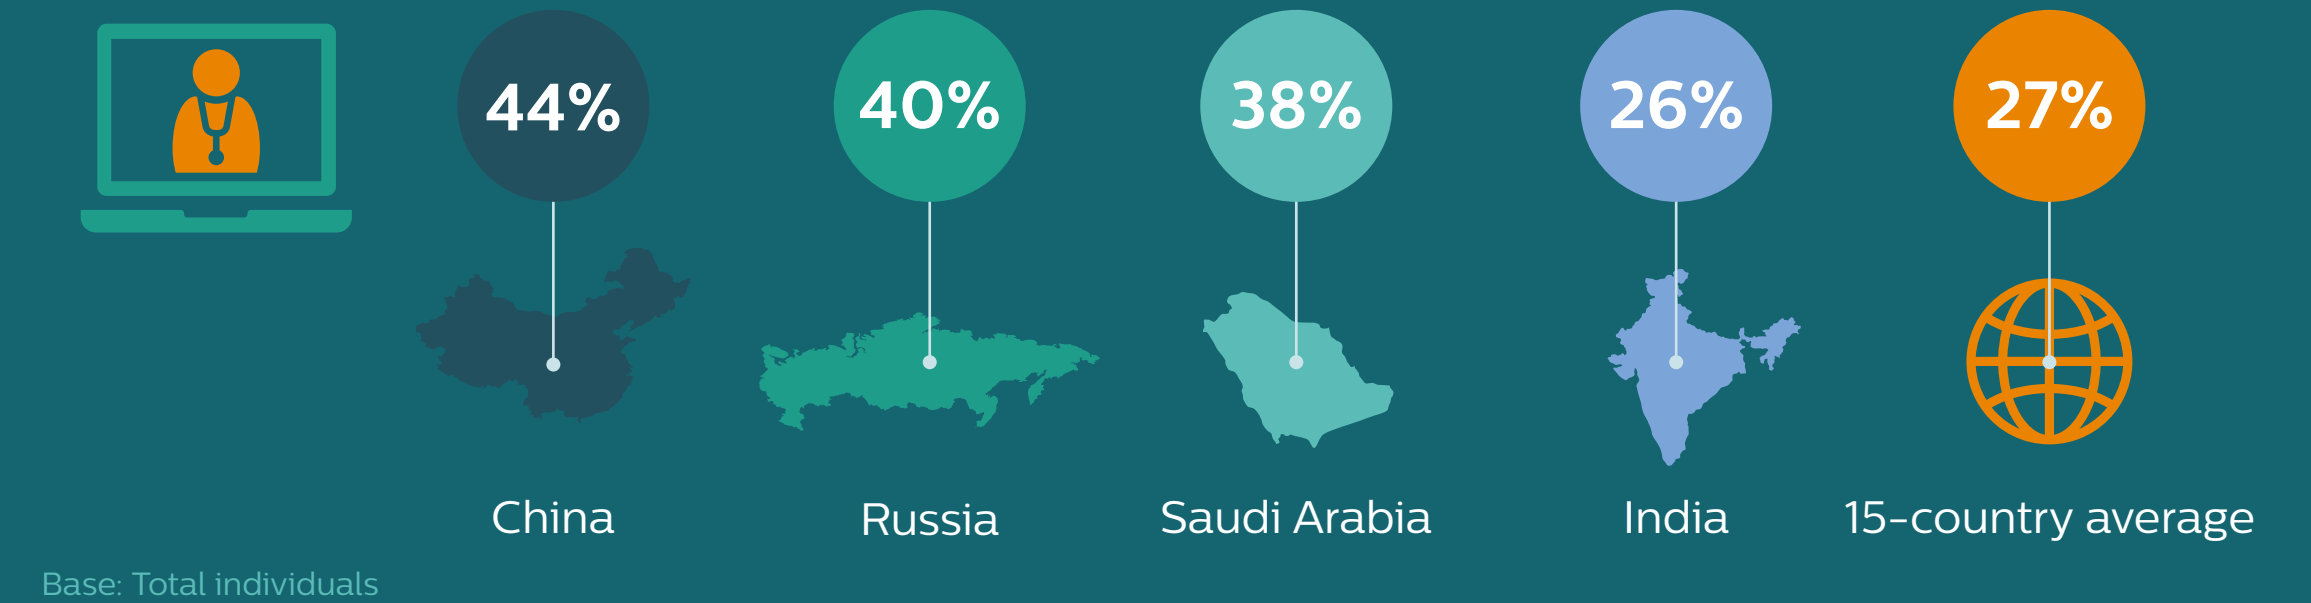 44%
40%
38%
26%
27%
China
Russia
Saudi Arabia
India
15-country average
Base: Total individuals